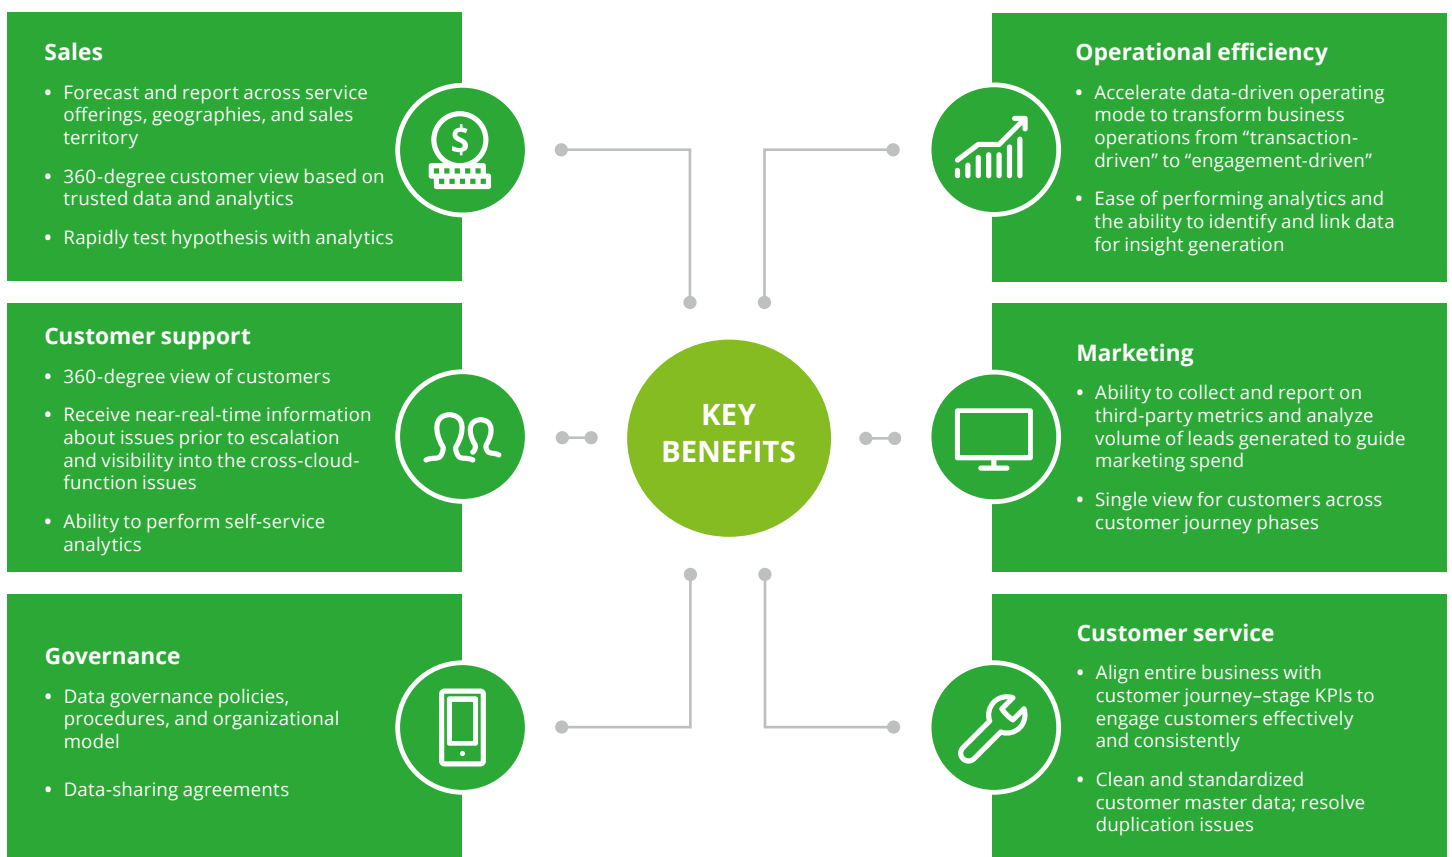 Sales
• Forecast and report across service
offerings, geographies, and sales
territory
• 360-degree customer view based on
trusted data and analytics
• Rapidly test hypothesis with analytics
Customer support
• 360-degree view of customers
• Receive near-real-time information
about issues prior to escalation
and visibility into the cross-cloud-
function issues
• Ability to perform self-service
analytics
Governance
• Data governance policies,
procedures, and organizational
model
• Data-sharing agreements
$
KEY
BENEFITS
Operational efficiency
• Accelerate data-driven operating
mode to transform business
operations from “transaction-
driven” to “engagement-driven”
• Ease of performing analytics and
the ability to identify and link data
for insight generation
Marketing
• Ability to collect and report on
third-party metrics and analyze
volume of leads generated to guide
marketing spend
• Single view for customers across
customer journey phases
Customer service
• Align entire business with
customer journey–stage KPIs to
engage customers effectively
and consistently
• Clean and standardized
customer master data; resolve
duplication issues